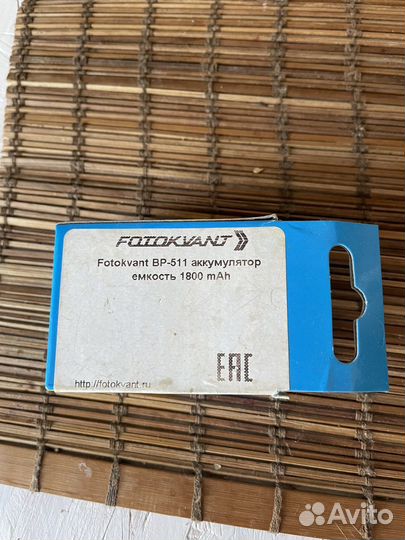 FOTOKVANT
Fotokvant BP-511 аккумулятор
емкость 1800 mAh
EAC
http://fotokvant.ru
Avito